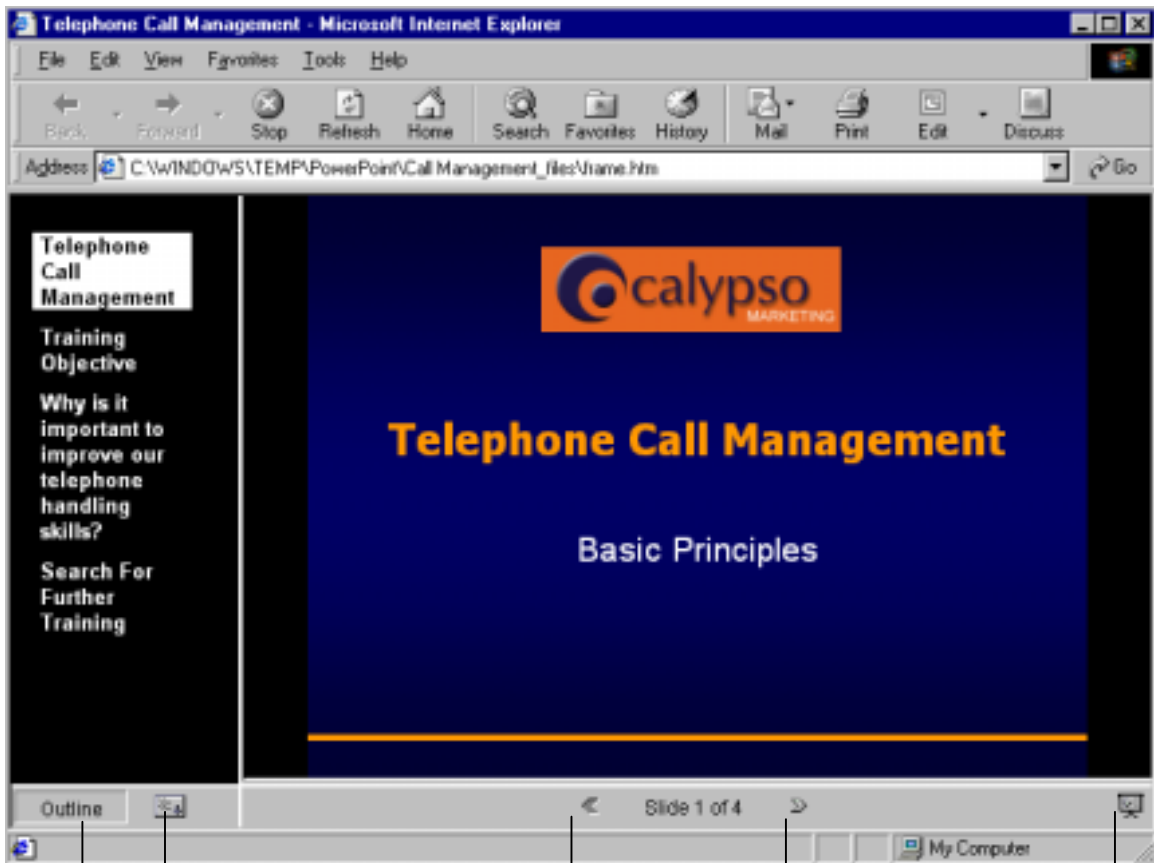 Telephone Call Management - Microsoft Internet Explorer
File Edit View Favorites Tools Help
Back Forward Stop Refresh Home Search Favorites History Mail Print Edit Discuss
Address C:\WINDOWS\TEMP\PowerPoint\Call Management_files\frame.htm Go
Telephone
Call
Management
Training
Objective
Why is it
important to
improve our
telephone
handling
skills?
Search For
Further
Training
calypso
MARKETING
Telephone Call Management
Basic Principles
Outline
Slide 1 of 4
My Computer